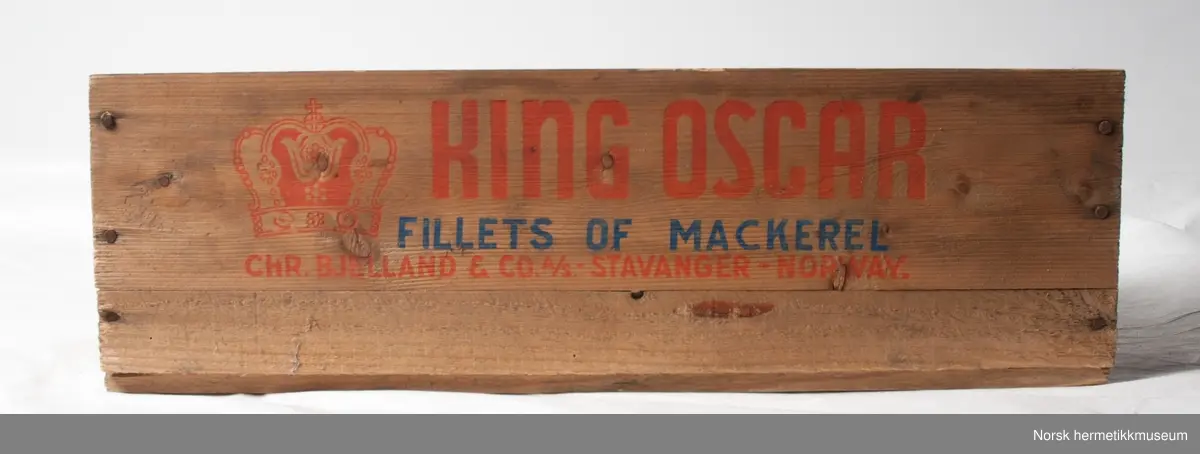 KING OSCAR
FILLETS OF MACKEREL
CHR. BJELLAND & CO. A/S - STAVANGER - NORWAY.
Norsk hermetikkmuseum